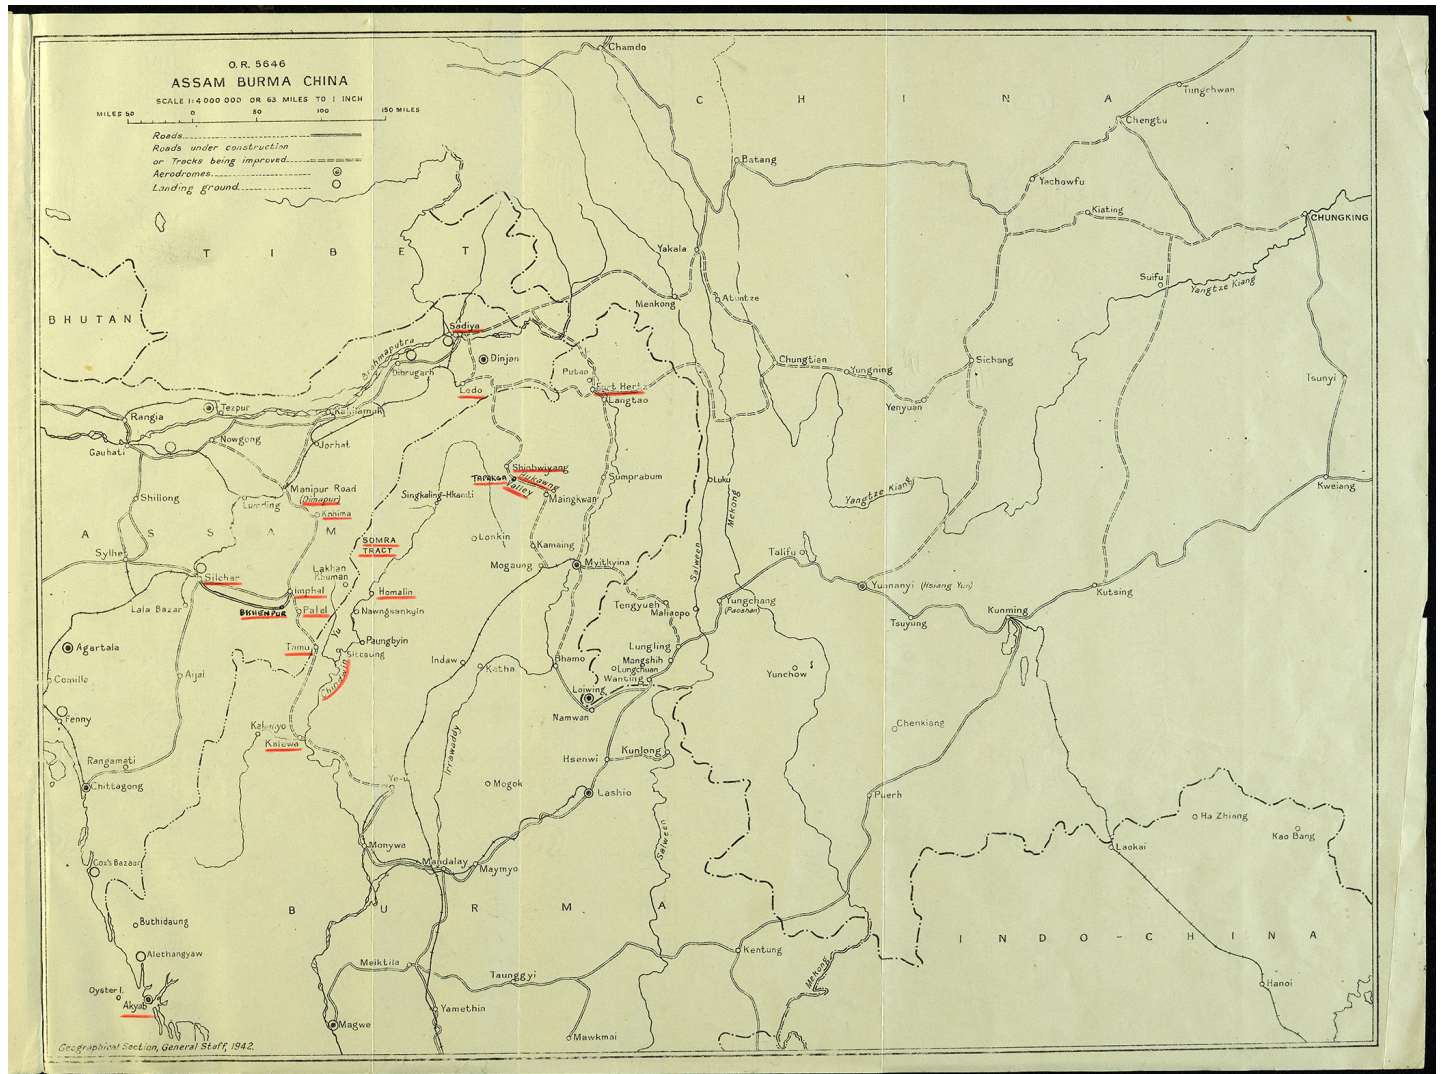 O.R. 5646
ASSAM BURMA CHINA
SCALE 1:4 000 000 OR 63 MILES TO 1 INCH
MILES 50 0 50 100 150 MILES
Roads
Roads under construction
or Tracks being improved
Aerodromes
Landing ground
Chamdo
C H I N A
Tungchwan
Chengtu
Batang
Yachowfu
Kiating
CHUNGKING
T I B E T
Yakala
Suifu
Yangtze Kiang
Menkong
Atuntze
BHUTAN
Sadiya
Brahmaputra
Dinjan
Chungtien
Sichang
Dibrugarh
Putao
Yungning
Tsunyi
Ledo
Fort Hertz
Langtao
Yenyuan
Tezpur
Rangia
Nowgong
Jorhat
Gauhati
Shinbwiyang
TAPAKGA
Hukawng
Valley
Sumprabum
Luku
Yangtze Kiang
Kweiang
Manipur Road
(Dimapur)
Singkaling-Hkamti
Maingkwan
Mekong
Shillong
Lumding
Kohima
A S S A M
SOMRA
TRACT
Lonkin
Kamaing
Salween
Talifu
Sylhe
Mogaung
Myitkyina
Silchar
Lakhan
Khuman
Yunnanyi (Hsiang Yun)
Kutsing
Imphal
Homalin
Lala Bazar
BISHENPUR
Palel
Nawngsankyin
Tengyueh
Maliaopo
Yungchang
(Paoshan)
Tsuyung
Kunming
Agartala
Tamu
Yu
Paungbyin
Sittaung
Lungling
Mangshih
Lungchuan
Wanting
Indaw
Katha
Bhamo
Yunchow
Comilla
Aijal
Chindwin
Loiwing
Namwan
Fenny
Kalemyo
Kalewa
Chenkiang
Irrawaddy
Hsenwi
Kunlong
Rangamati
Chittagong
Ye-u
Mogok
Lashio
Puerh
Ha Zhiang
Kao Bang
Salween
Monywa
Mandalay
Maymyo
Laokai
Cox's Bazaar
B U R M A
Buthidaung
I N D O - C H I N A
Alethangyaw
Meiktila
Kentung
Taunggyi
Mekong
Hanoi
Oyster I.
Akyab
Yamethin
Magwe
Mawkmai
Geographical Section, General Staff, 1942.